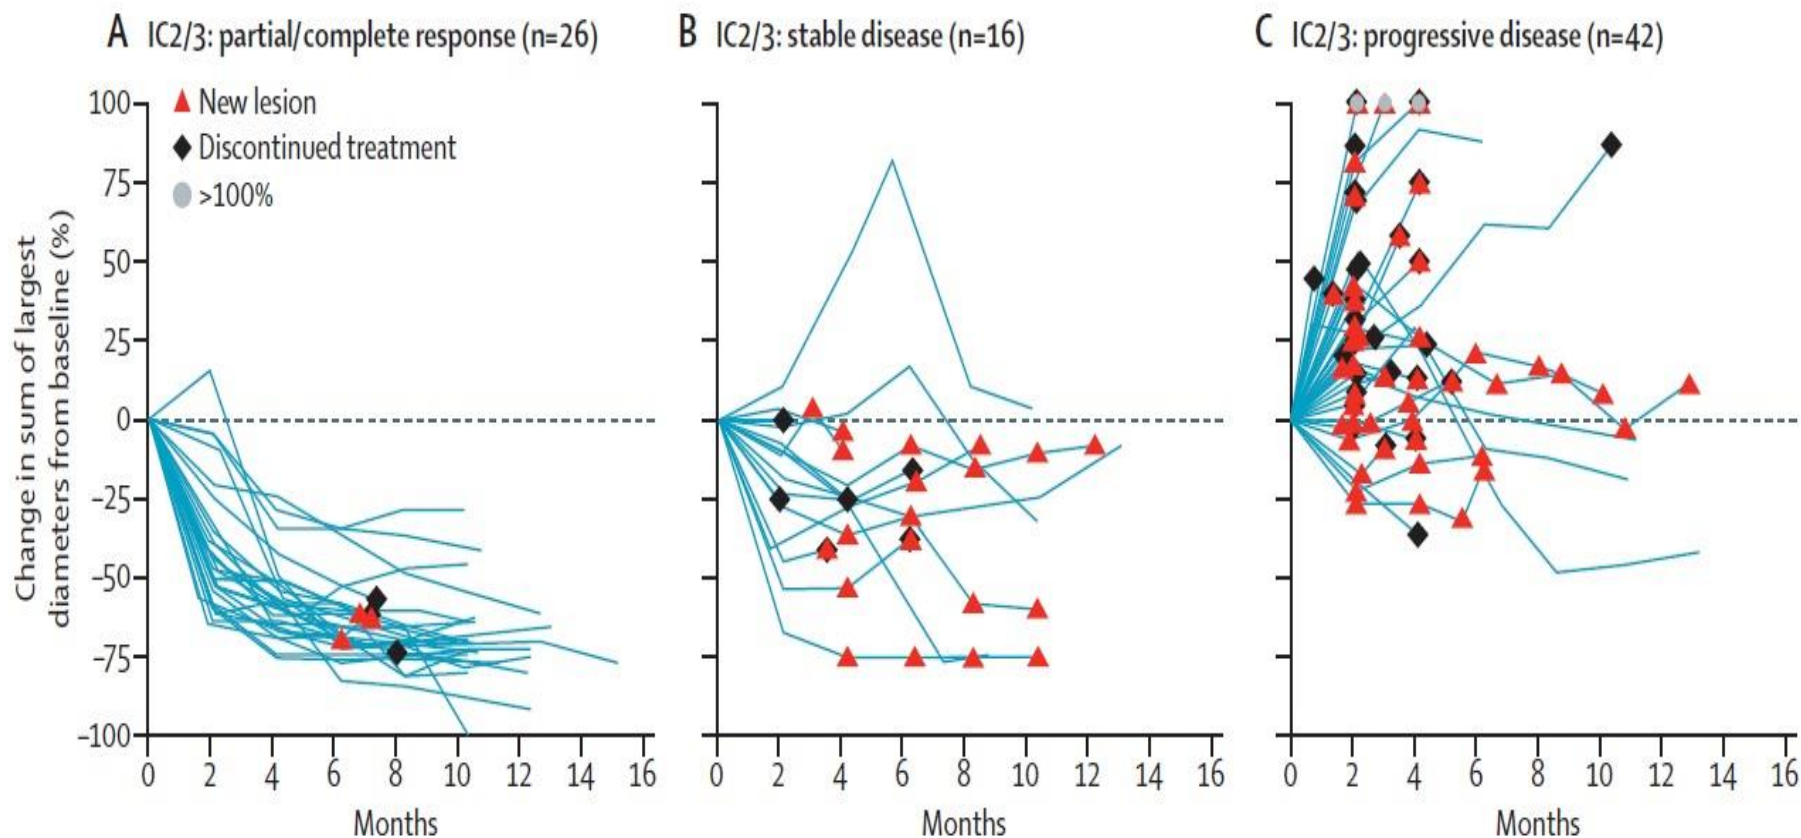 A IC2/3: partial/complete response (n=26)
B IC2/3: stable disease (n=16)
C IC2/3: progressive disease (n=42)
New lesion
Discontinued treatment
>100%
Change in sum of largest
diameters from baseline (%)
100
75
50
25
0
−25
−50
−75
−100
0 2 4 6 8 10 12 14 16
Months
0 2 4 6 8 10 12 14 16
Months
0 2 4 6 8 10 12 14 16
Months